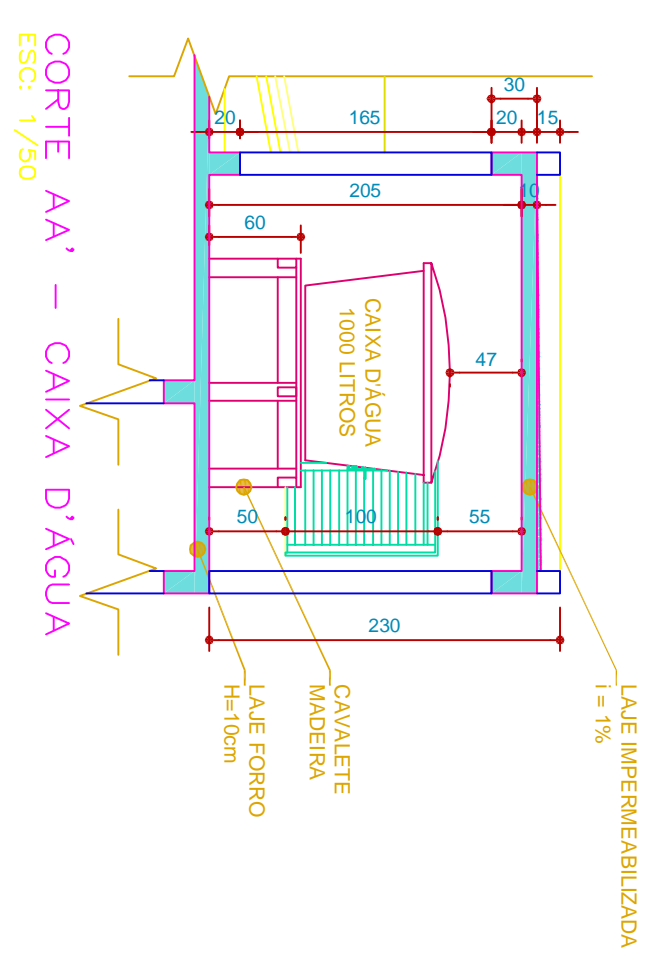 CORTE AA' - CAIXA D'ÁGUA
ESC: 1/50
30
20
165
20
15
205
10
60
CAIXA D'ÁGUA
1000 LITROS
47
50
100
55
230
LAJE IMPERMEABILIZADA
i = 1%
CAVALETE
MADEIRA
LAJE FORRO
H=10cm